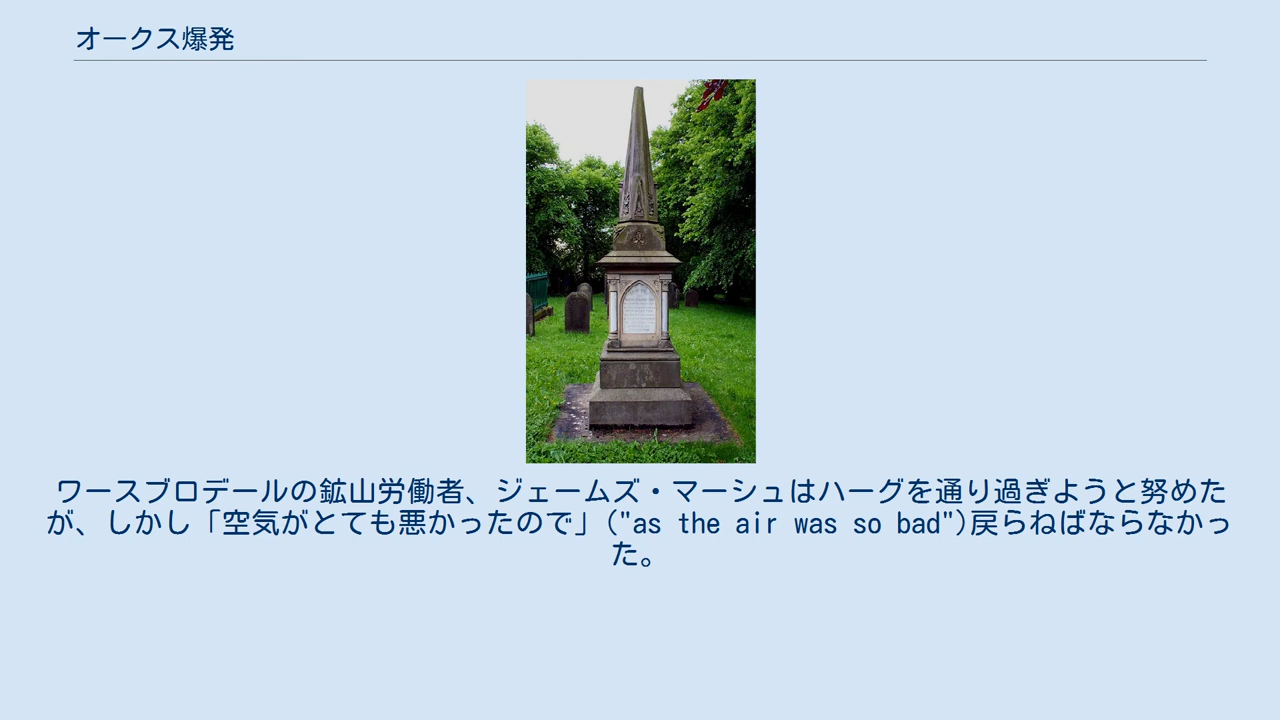 オークス爆発
ワースブロデールの鉱山労働者、ジェームズ・マーシュはハーグを通り過ぎようと努めた
が、しかし「空気がとても悪かったので」("as the air was so bad")戻らねばならなかっ
た。